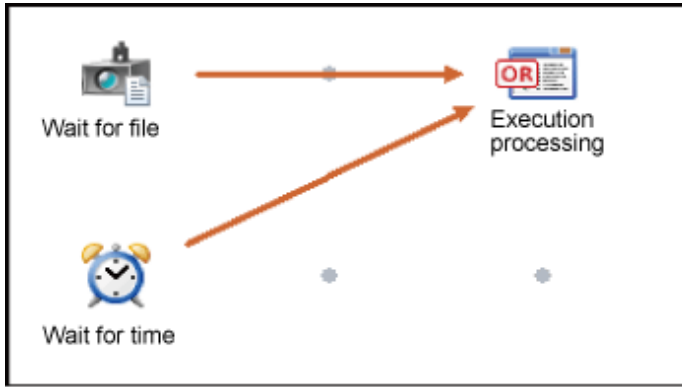 OR
Wait for file
Execution
processing
Wait for time